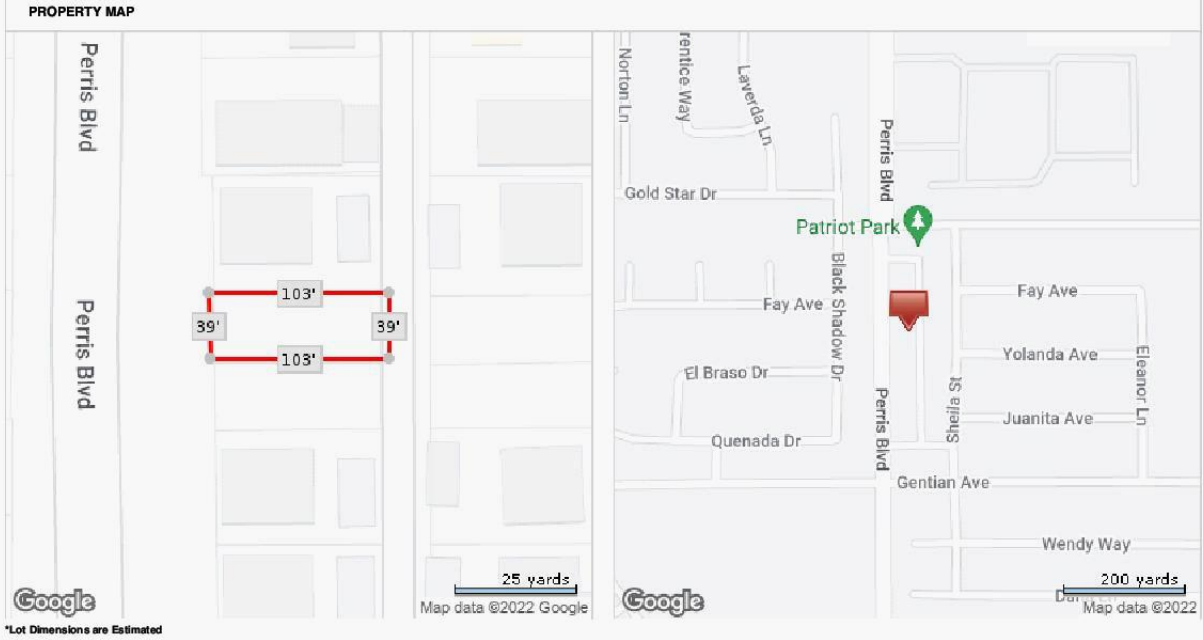 PROPERTY MAP
Perris Blvd
Perris Blvd
103'
39'
39'
103'
25 yards
Google
Map data ©2022 Google
Norton Ln
rentice Way
Laverda Ln
Perris Blvd
Gold Star Dr
Patriot Park
Black Shadow Dr
Fay Ave
Fay Ave
Yolanda Ave
Eleanor Ln
El Braso Dr
Perris Blvd
Sheila St
Juanita Ave
Quenada Dr
Gentian Ave
Wendy Way
200 yards
Google
Map data ©2022
*Lot Dimensions are Estimated